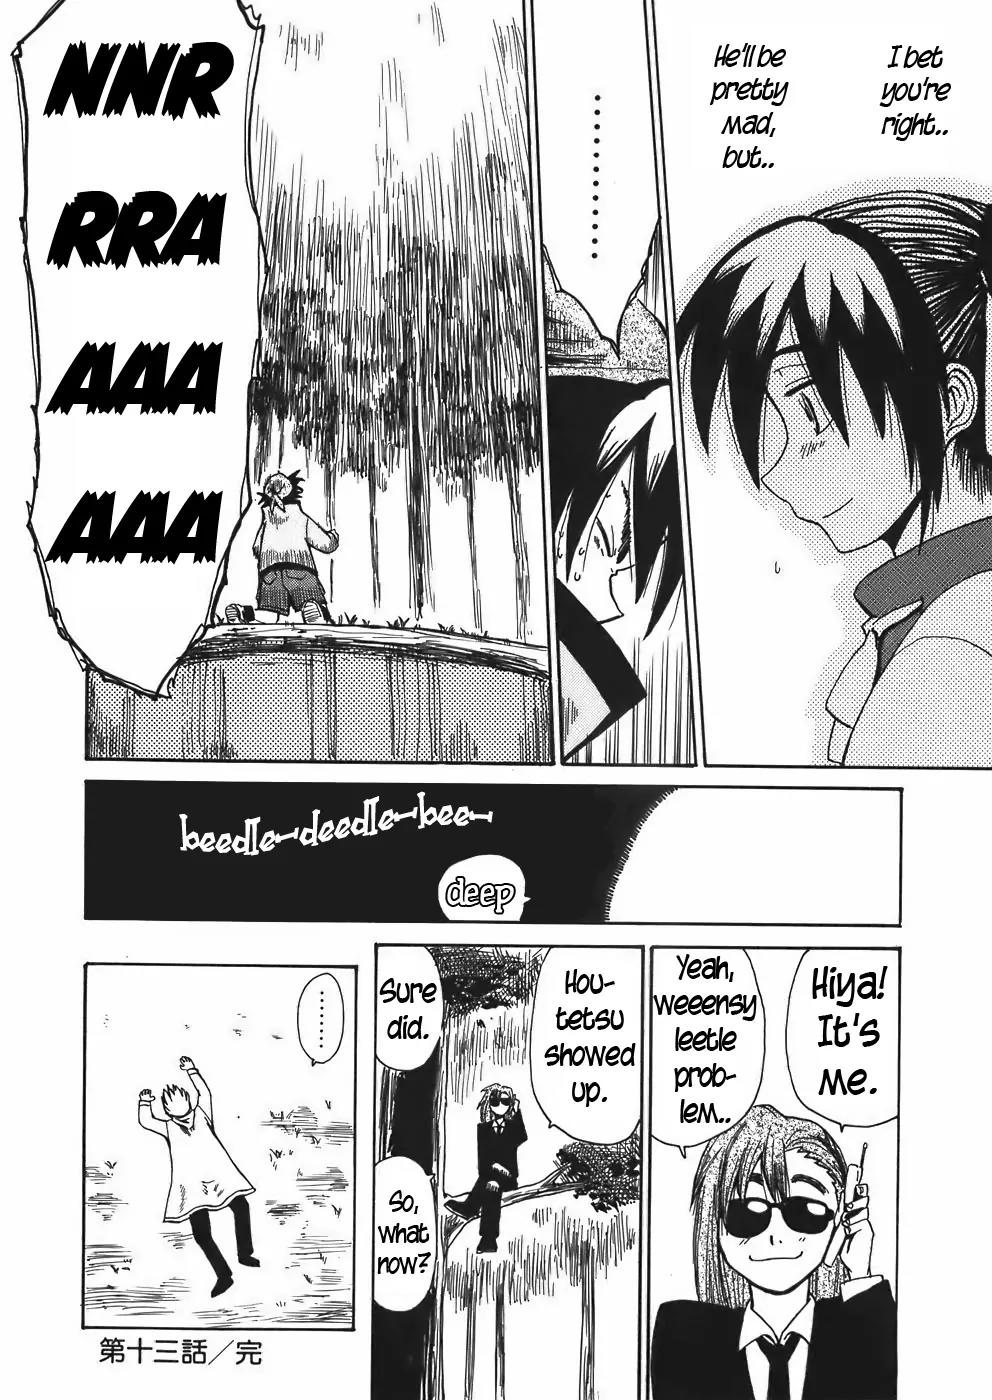 I bet
you're
right..
He'll be
pretty
mad,
but..
.........
NNR
RRA
AAA
AAA
beedle-deedle-bee-
deep
Hiya!
It's
me.
Yeah,
weeensy
leetle
prob-
lem..
Hou-
tetsu
showed
up.
Sure
did.
So,
what
now?
........
第十三話／完